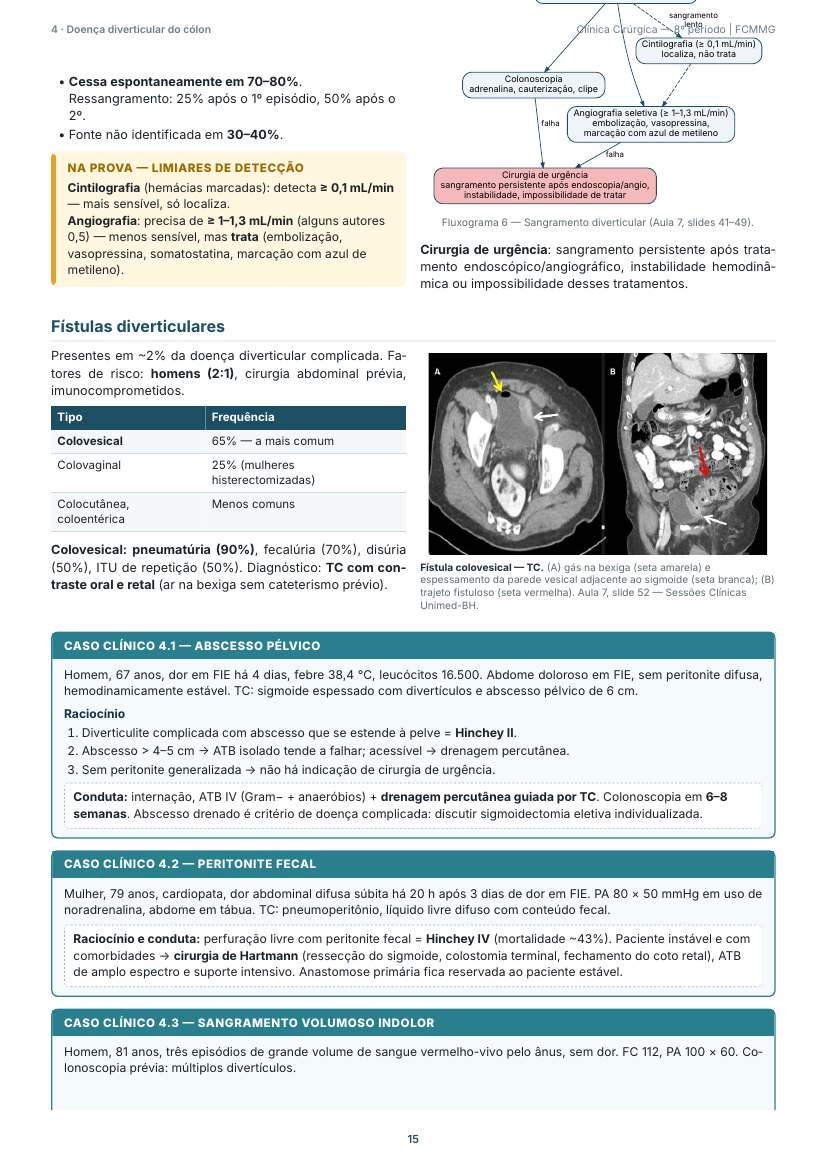 4 · Doença diverticular do cólon
Clínica Cirúrgica — 8º período | FCMMG
• Cessa espontaneamente em 70–80%.
Ressangramento: 25% após o 1º episódio, 50% após o
2º.
• Fonte não identificada em 30–40%.
NA PROVA — LIMIARES DE DETECÇÃO
Cintilografia (hemácias marcadas): detecta ≥ 0,1 mL/min
— mais sensível, só localiza.
Angiografia: precisa de ≥ 1–1,3 mL/min (alguns autores
0,5) — menos sensível, mas trata (embolização,
vasopressina, somatostatina, marcação com azul de
metileno).
sangramento
lento
Cintilografia (≥ 0,1 mL/min)
localiza, não trata
Colonoscopia
adrenalina, cauterização, clipe
Angiografia seletiva (≥ 1–1,3 mL/min)
embolização, vasopressina,
marcação com azul de metileno
falha
falha
Cirurgia de urgência
sangramento persistente após endoscopia/angio,
instabilidade, impossibilidade de tratar
Fluxograma 6 — Sangramento diverticular (Aula 7, slides 41–49).
Cirurgia de urgência: sangramento persistente após trata-
mento endoscópico/angiográfico, instabilidade hemodinâ-
mica ou impossibilidade desses tratamentos.
Fístulas diverticulares
Presentes em ~2% da doença diverticular complicada. Fa-
tores de risco: homens (2:1), cirurgia abdominal prévia,
imunocomprometidos.
Tipo Frequência
Colovesical 65% — a mais comum
Colovaginal 25% (mulheres
histerectomizadas)
Colocutânea, Menos comuns
coloentérica
Colovesical: pneumatúria (90%), fecalúria (70%), disúria
(50%), ITU de repetição (50%). Diagnóstico: TC com con-
traste oral e retal (ar na bexiga sem cateterismo prévio).
A
B
Fístula colovesical — TC. (A) gás na bexiga (seta amarela) e
espessamento da parede vesical adjacente ao sigmoide (seta branca); (B)
trajeto fistuloso (seta vermelha). Aula 7, slide 52 — Sessões Clínicas
Unimed-BH.
CASO CLÍNICO 4.1 — ABSCESSO PÉLVICO
Homem, 67 anos, dor em FIE há 4 dias, febre 38,4 °C, leucócitos 16.500. Abdome doloroso em FIE, sem peritonite difusa,
hemodinamicamente estável. TC: sigmoide espessado com divertículos e abscesso pélvico de 6 cm.
Raciocínio
1. Diverticulite complicada com abscesso que se estende à pelve = Hinchey II.
2. Abscesso > 4–5 cm → ATB isolado tende a falhar; acessível → drenagem percutânea.
3. Sem peritonite generalizada → não há indicação de cirurgia de urgência.
Conduta: internação, ATB IV (Gram− + anaeróbios) + drenagem percutânea guiada por TC. Colonoscopia em 6–8
semanas. Abscesso drenado é critério de doença complicada: discutir sigmoidectomia eletiva individualizada.
CASO CLÍNICO 4.2 — PERITONITE FECAL
Mulher, 79 anos, cardiopata, dor abdominal difusa súbita há 20 h após 3 dias de dor em FIE. PA 80 × 50 mmHg em uso de
noradrenalina, abdome em tábua. TC: pneumoperitônio, líquido livre difuso com conteúdo fecal.
Raciocínio e conduta: perfuração livre com peritonite fecal = Hinchey IV (mortalidade ~43%). Paciente instável e com
comorbidades → cirurgia de Hartmann (ressecção do sigmoide, colostomia terminal, fechamento do coto retal), ATB
de amplo espectro e suporte intensivo. Anastomose primária fica reservada ao paciente estável.
CASO CLÍNICO 4.3 — SANGRAMENTO VOLUMOSO INDOLOR
Homem, 81 anos, três episódios de grande volume de sangue vermelho-vivo pelo ânus, sem dor. FC 112, PA 100 × 60. Co-
lonoscopia prévia: múltiplos divertículos.
15